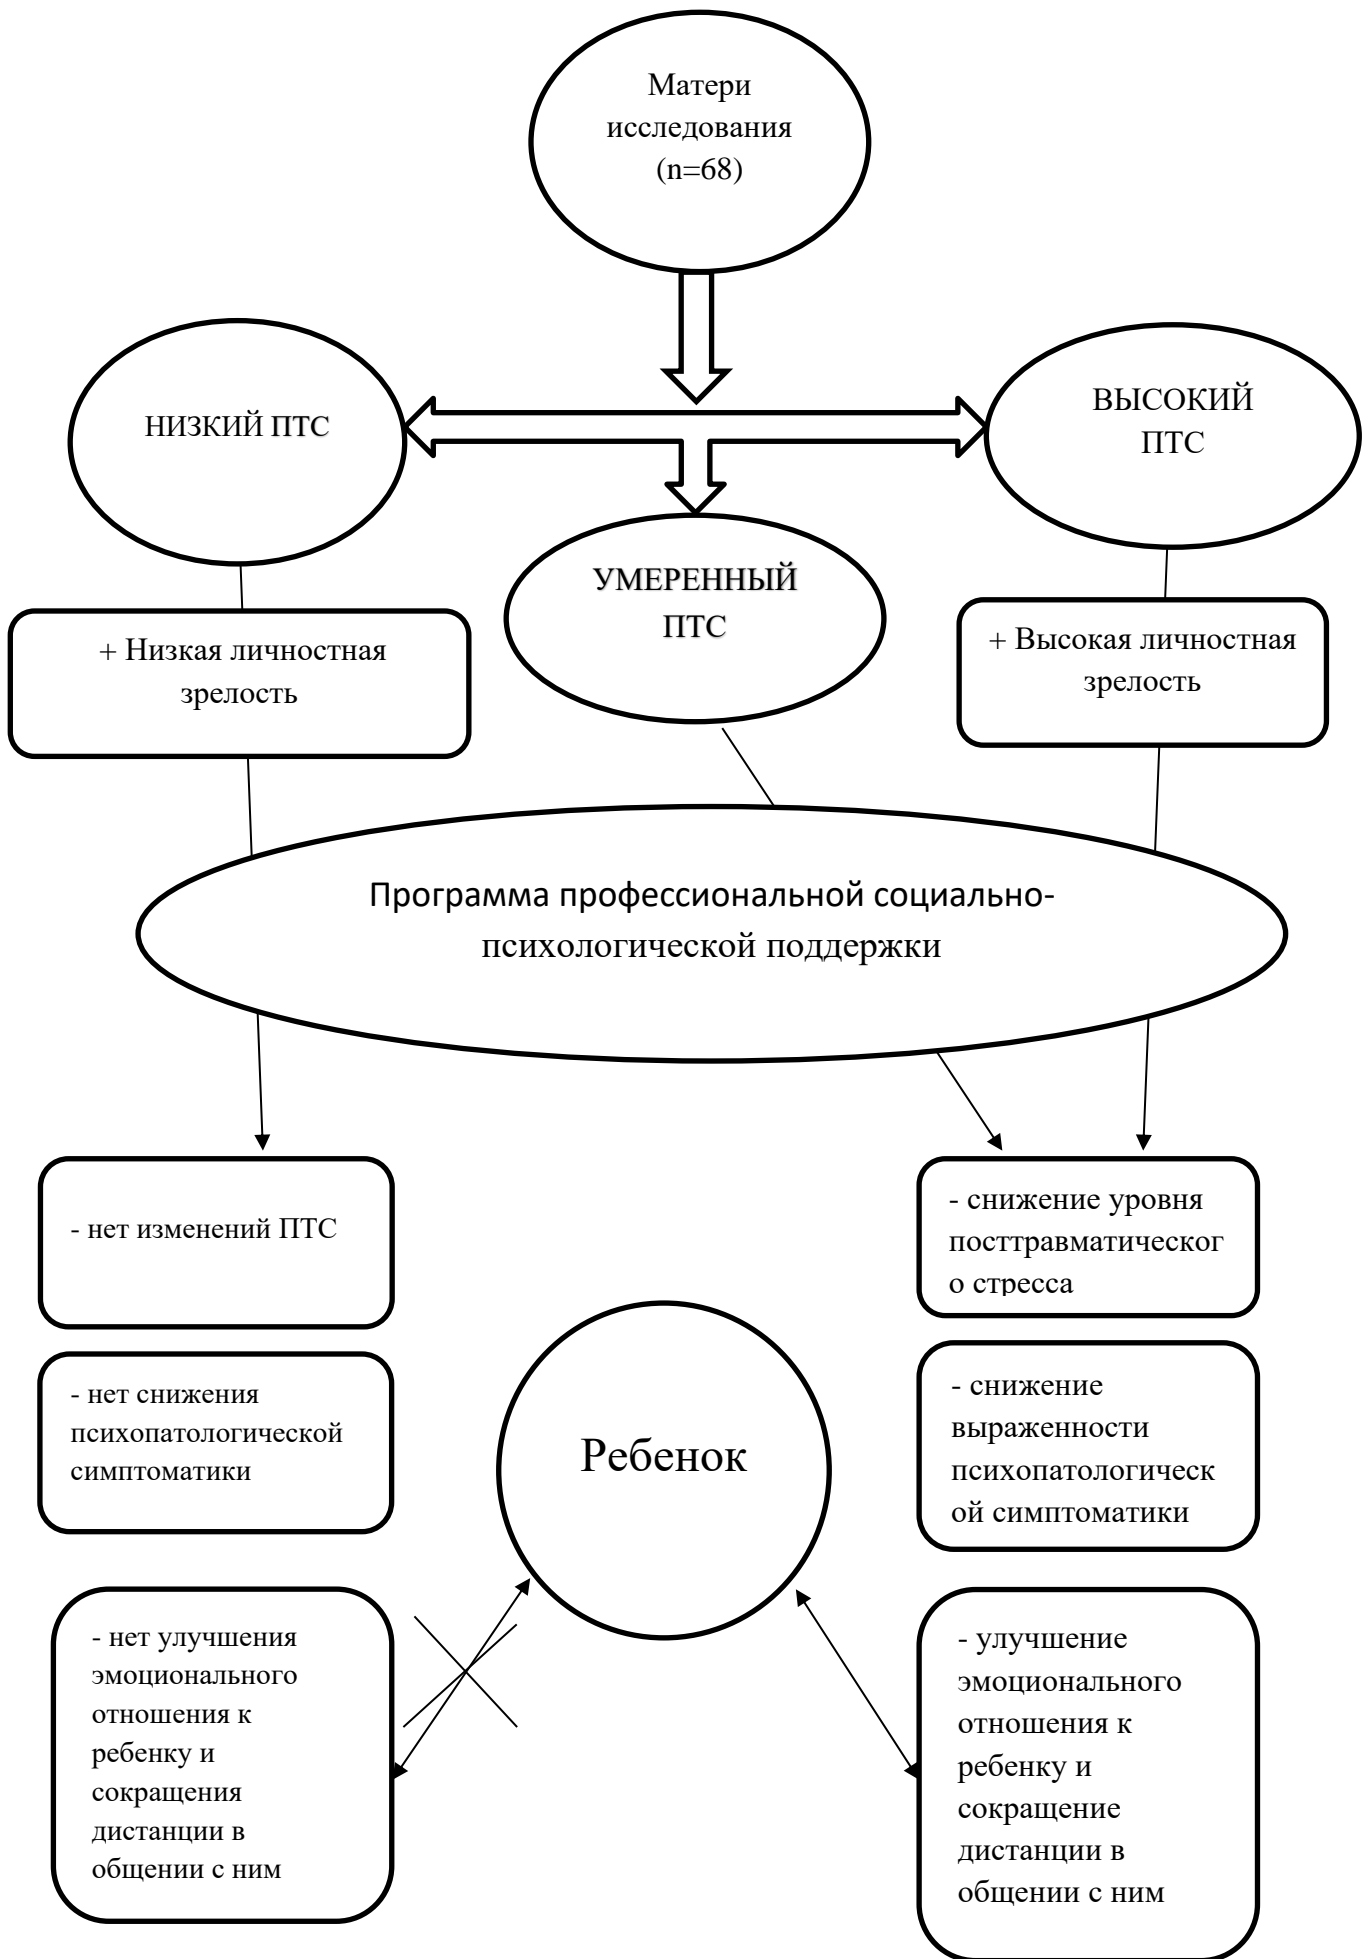 Матери
исследования
(n=68)
НИЗКИЙ ПТС
ВЫСОКИЙ
ПТС
УМЕРЕННЫЙ
ПТС
+ Низкая личностная
зрелость
+ Высокая личностная
зрелость
Программа профессиональной социально-
психологической поддержки
- нет изменений ПТС
- снижение уровня
посттравматическог
о стресса
- нет снижения
психопатологической
симптоматики
- снижение
выраженности
психопатологическ
ой симптоматики
Ребенок
- нет улучшения
эмоционального
отношения к
ребенку и
сокращения
дистанции в
общении с ним
- улучшение
эмоционального
отношения к
ребенку и
сокращение
дистанции в
общении с ним